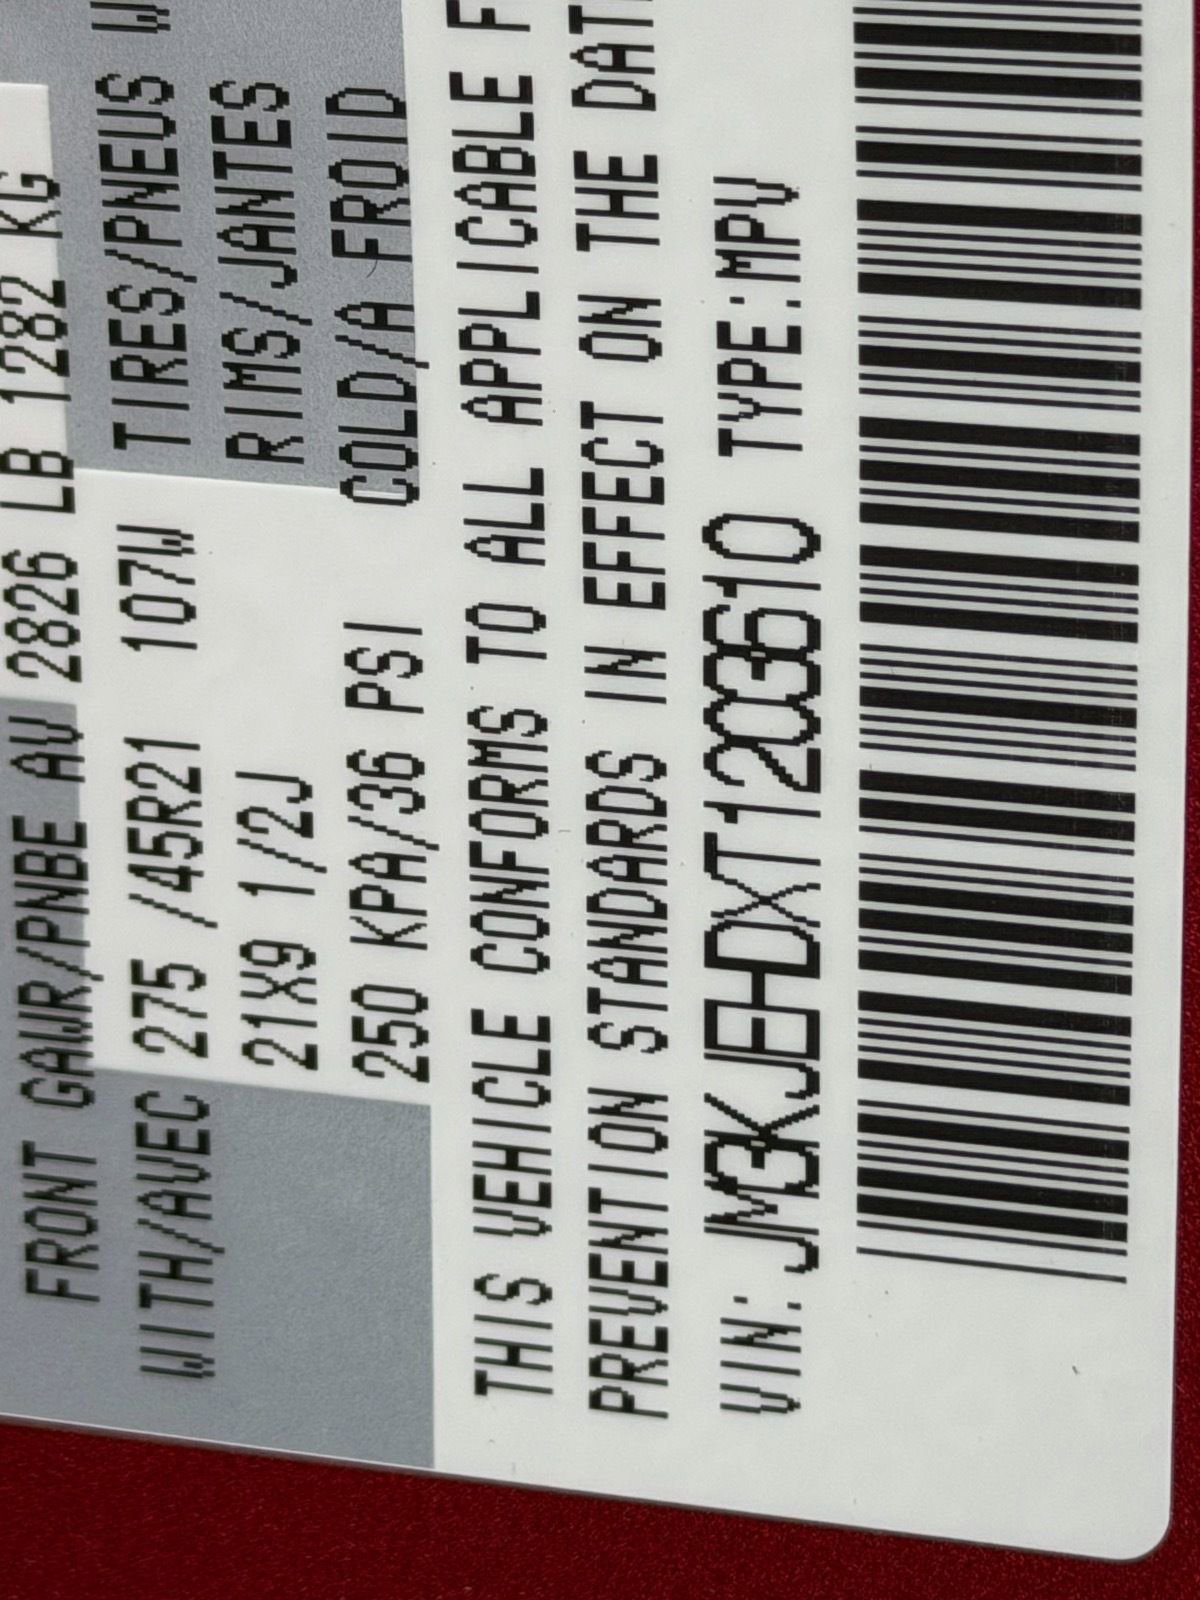 FRONT GAWR/PNBE AV 2826 LB 1282 KG
WITH/AVEC 275 /45R21 107W TIRES/PNEUS
21X9 1/2J RIMS/JANTES
250 KPA/36 PSI COLD/A FROID
THIS VEHICLE CONFORMS TO ALL APPLICABLE F
PREVENTION STANDARDS IN EFFECT ON THE DAT
VIN: JM3KJEHDXT1203610 TYPE:MPV